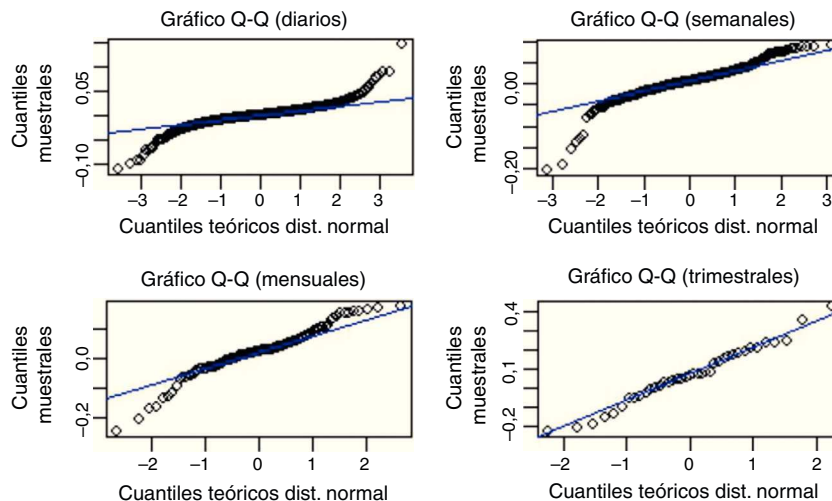 Gráfico Q-Q (diarios)
Cuantiles
muestrales
0,05
−0,10
−3 −2 −1 0 1 2 3
Cuantiles teóricos dist. normal
Gráfico Q-Q (semanales)
Cuantiles
muestrales
0,00
−0,20
−3 −2 −1 0 1 2 3
Cuantiles teóricos dist. normal
Gráfico Q-Q (mensuales)
Cuantiles
muestrales
0,0
−0,2
−2 −1 0 1 2
Cuantiles teóricos dist. normal
Gráfico Q-Q (trimestrales)
Cuantiles
muestrales
0,4
0,1
−0,2
−2 −1 0 1 2
Cuantiles teóricos dist. normal